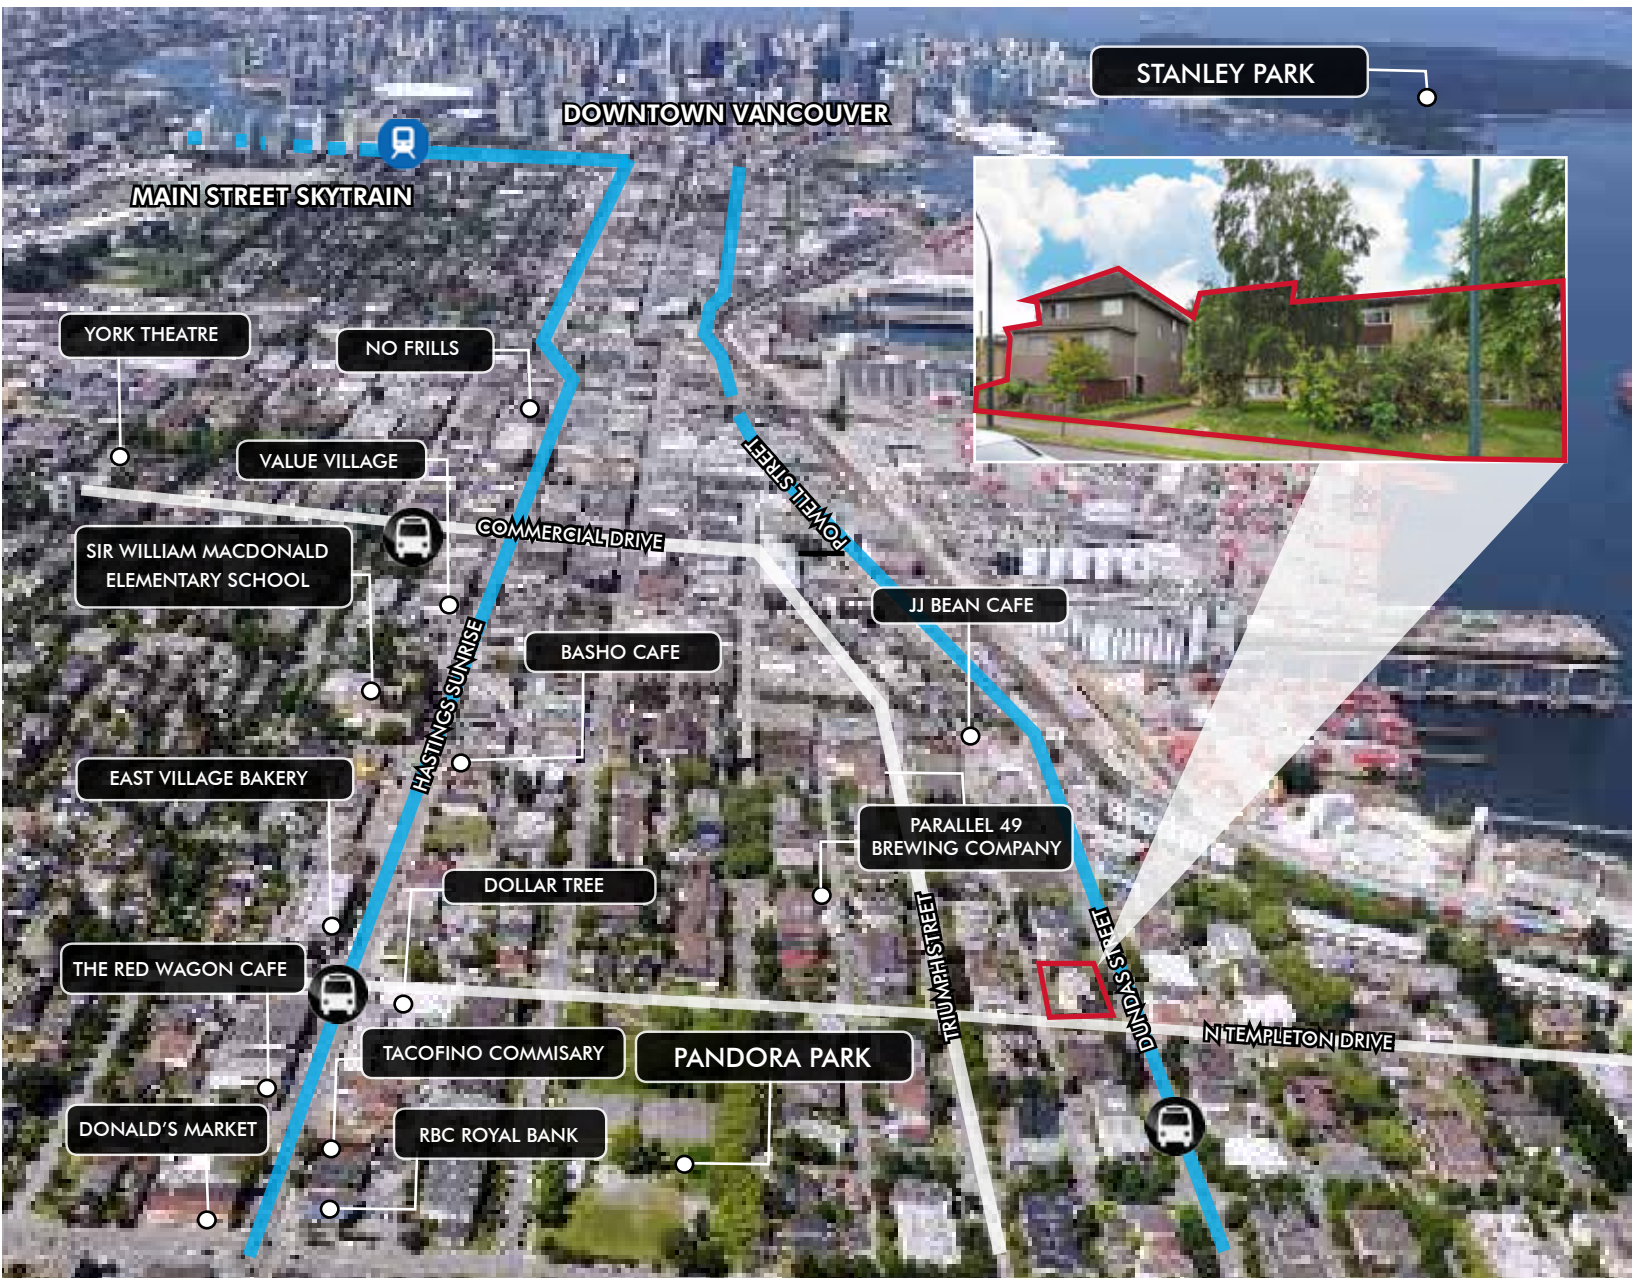 STANLEY PARK
DOWNTOWN VANCOUVER
MAIN STREET SKYTRAIN
YORK THEATRE
NO FRILLS
VALUE VILLAGE
POWELL STREET
COMMERCIAL DRIVE
SIR WILLIAM MACDONALD
ELEMENTARY SCHOOL
JJ BEAN CAFE
BASHO CAFE
HASTINGS SUNRISE
EAST VILLAGE BAKERY
PARALLEL 49
BREWING COMPANY
DOLLAR TREE
TRIUMPH STREET
DUNDAS STREET
THE RED WAGON CAFE
N TEMPLETON DRIVE
TACOFINO COMMISARY
PANDORA PARK
DONALD'S MARKET
RBC ROYAL BANK